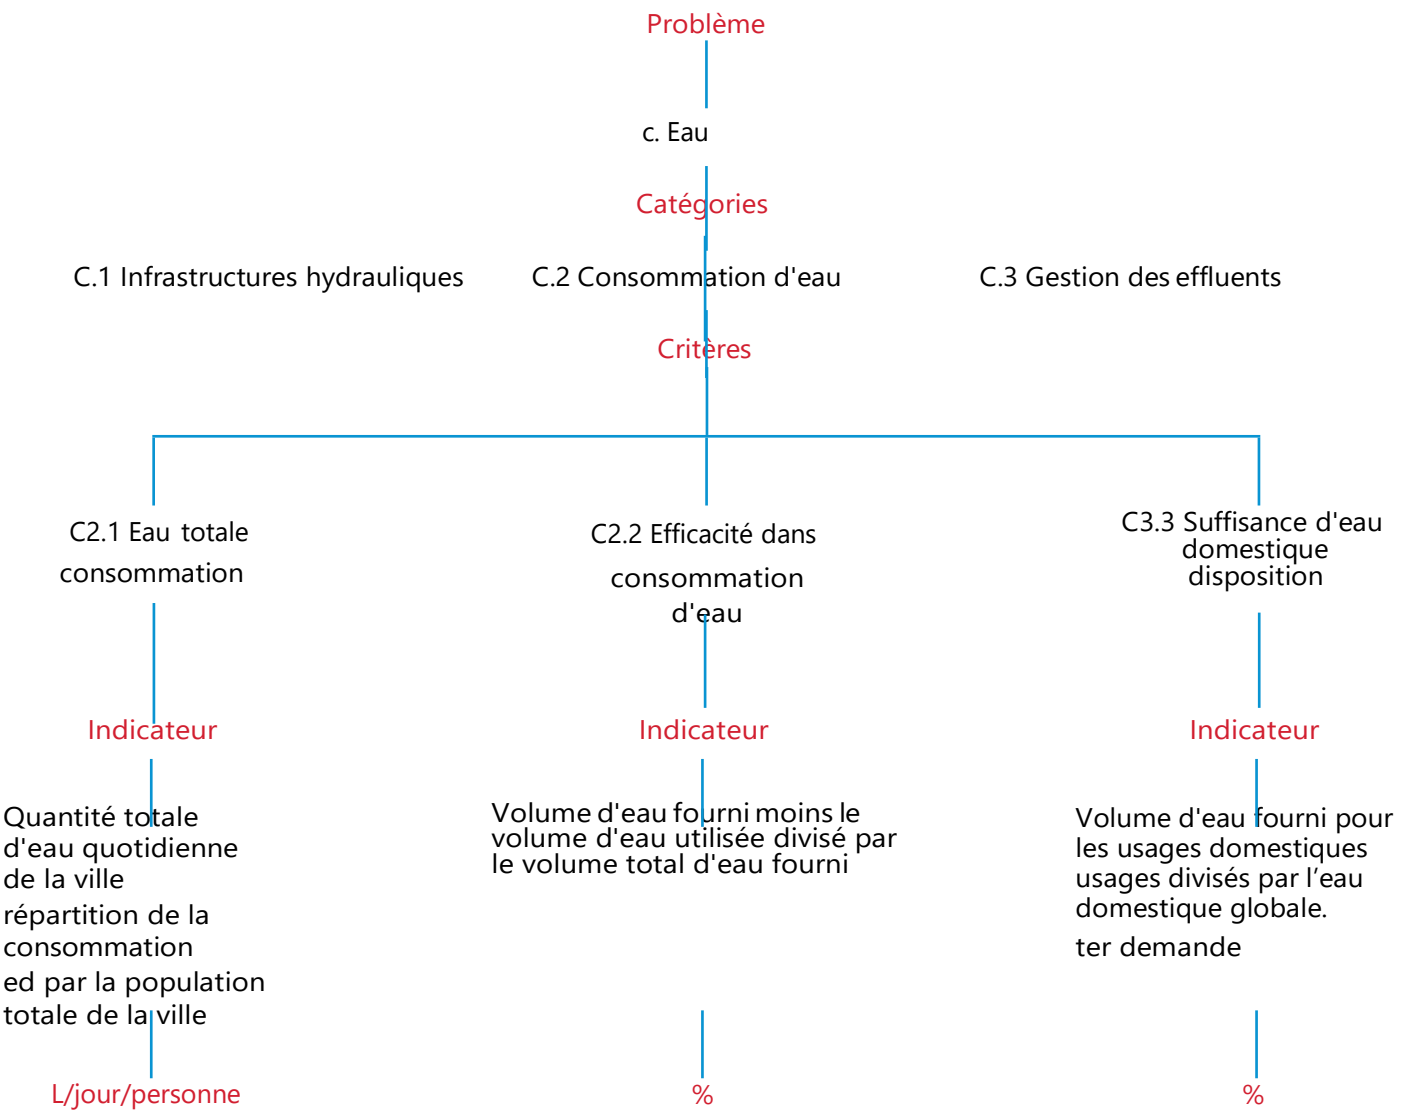 Problème
c. Eau
Catégories
C.1 Infrastructures hydrauliques
C.2 Consommation d'eau
C.3 Gestion des effluents
Critères
C2.1 Eau totale
consommation
C2.2 Efficacité dans
consommation
d'eau
C3.3 Suffisance d'eau
domestique
disposition
Indicateur
Indicateur
Indicateur
Quantité totale
d'eau quotidienne
de la ville
répartition de la
consommation
ed par la population
totale de la ville
Volume d'eau fourni moins le
volume d'eau utilisée divisé par
le volume total d'eau fourni
Volume d'eau fourni pour
les usages domestiques
usages divisés par l’eau
domestique globale.
ter demande
L/jour/personne
%
%